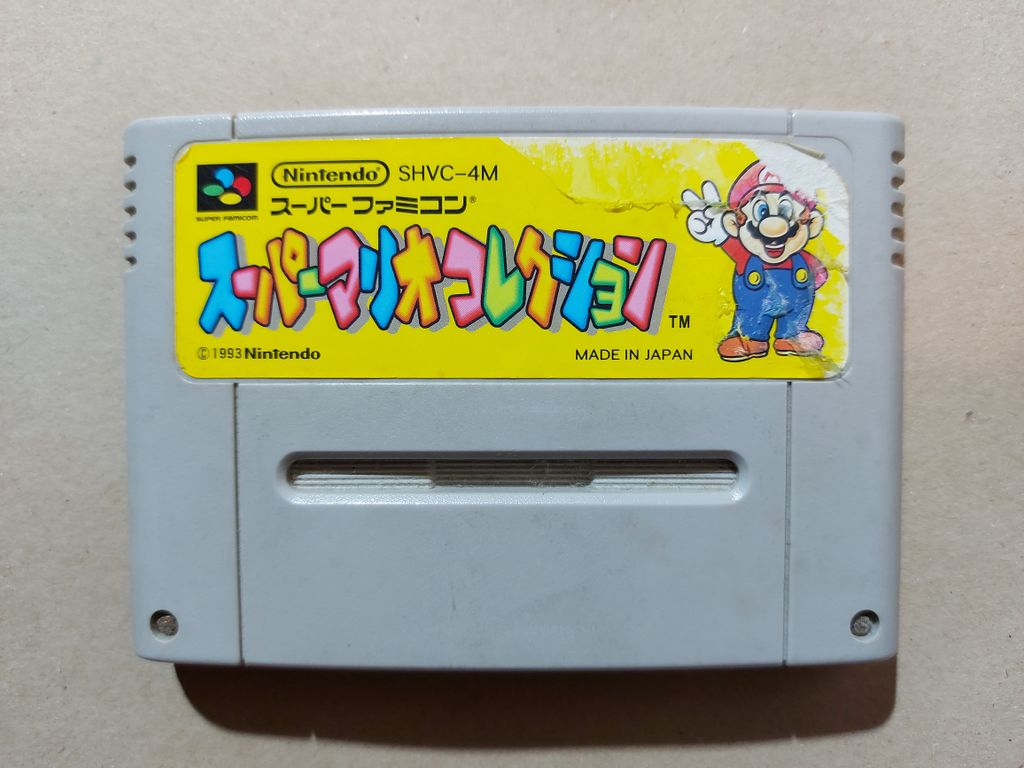 Nintendo® SHVC-4M
SUPER FAMICOM
スーパーファミコン®
スーパーマリオコレクション TM
©1993 Nintendo
MADE IN JAPAN